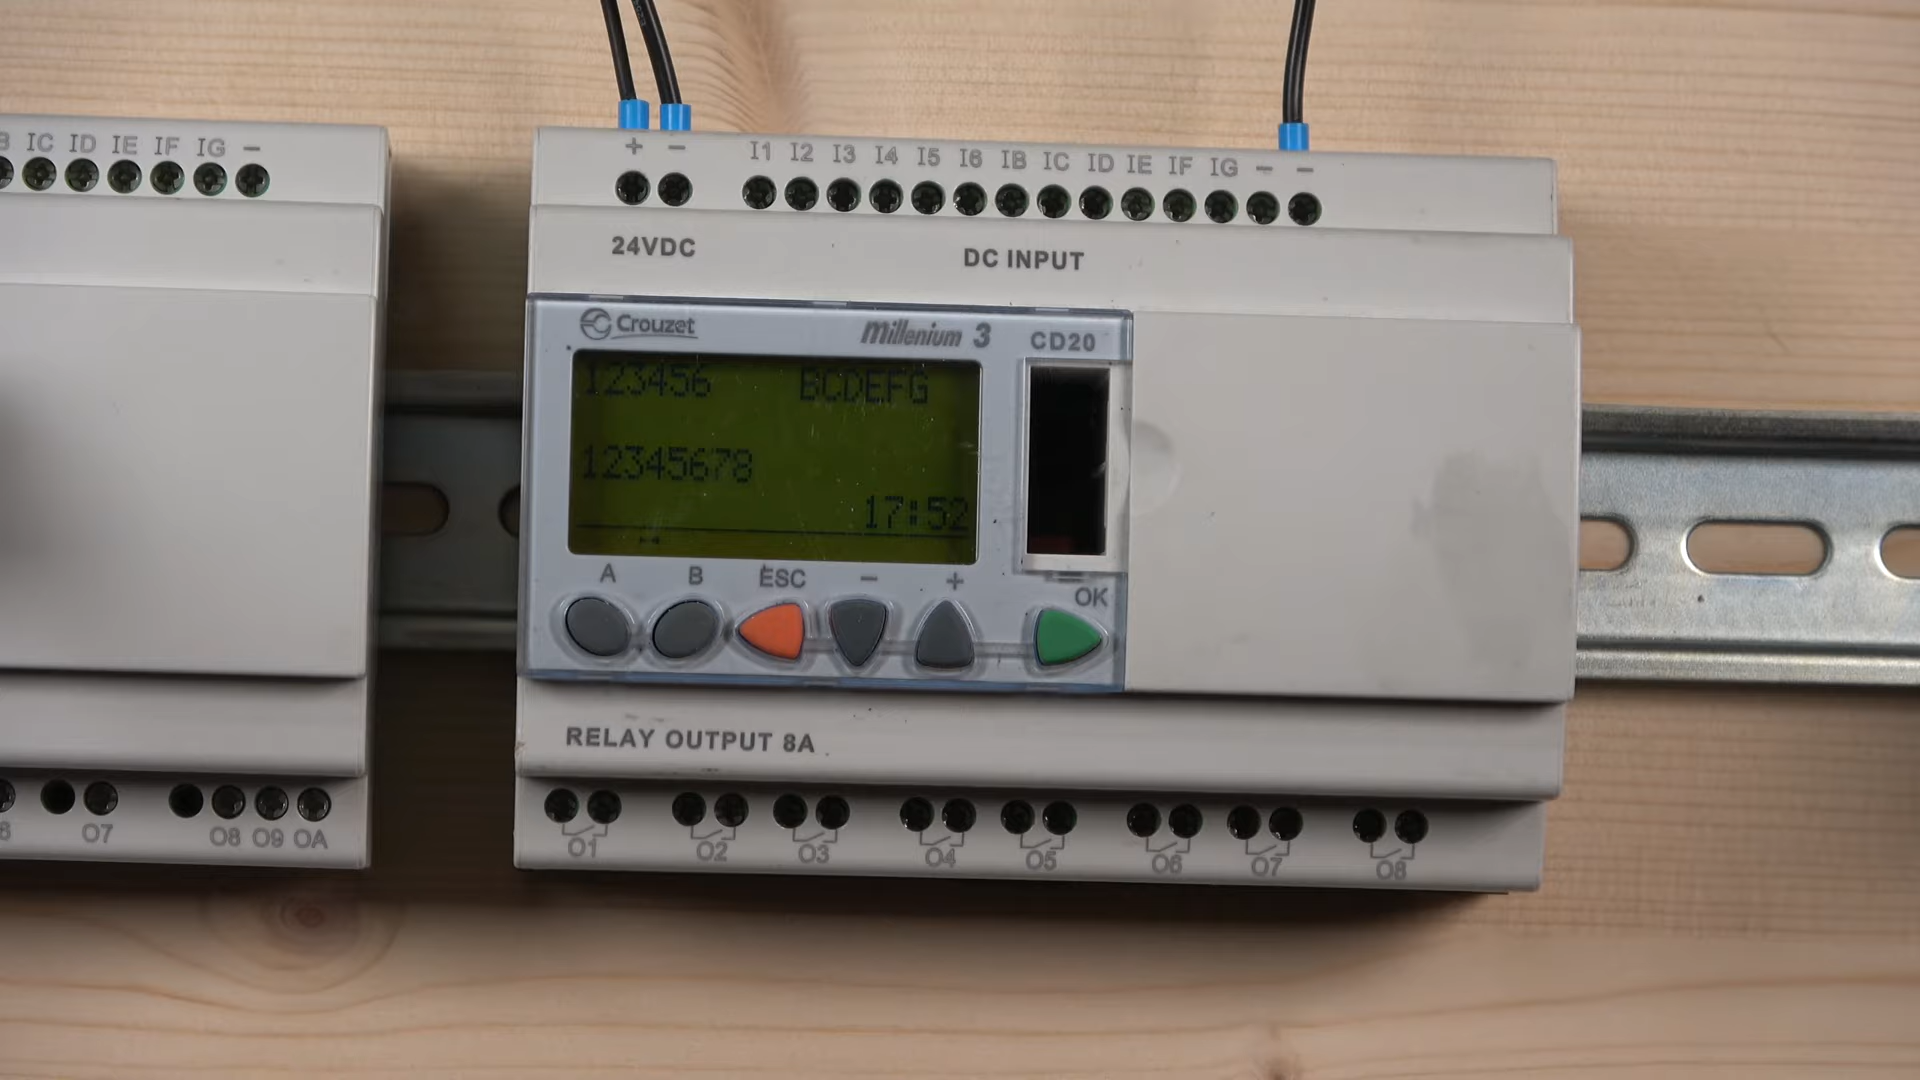 IC ID IE IF IG −
+ − I1 I2 I3 I4 I5 I6 IB IC ID IE IF IG − −
24VDC DC INPUT
Crouzet Millenium 3 CD20
123456 BCDEFG
12345678
17:52
A B ESC − + OK
RELAY OUTPUT 8A
O7 O8 O9 OA
O1 O2 O3 O4 O5 O6 O7 O8